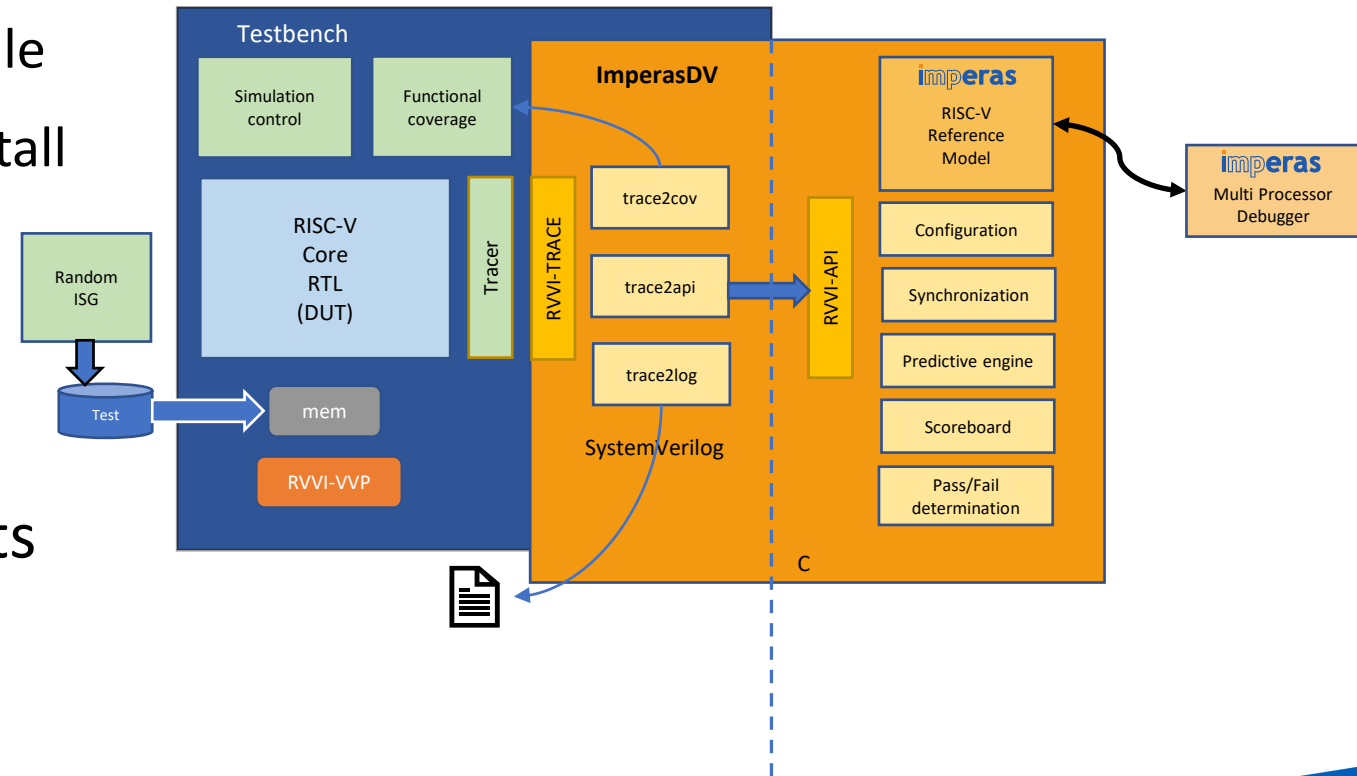 le
tall
ts
Testbench
Simulation
control
Functional
coverage
RISC-V
Core
RTL
(DUT)
Tracer
RVVI-TRACE
mem
RVVI-VVP
Random
ISG
Test
ImperasDV
trace2cov
trace2api
trace2log
SystemVerilog
C
RVVI-API
imperas
RISC-V
Reference
Model
Configuration
Synchronization
Predictive engine
Scoreboard
Pass/Fail
determination
imperas
Multi Processor
Debugger